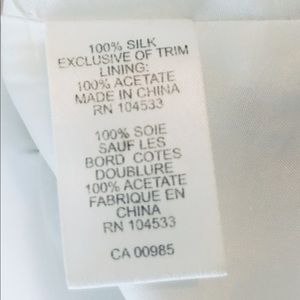 100% SILK
EXCLUSIVE OF TRIM
LINING:
100% ACETATE
MADE IN CHINA
RN 104533
100% SOIE
SAUF LES
BORD COTES
DOUBLURE
100% ACETATE
FABRIQUE EN
CHINA
RN 104533
CA 00985